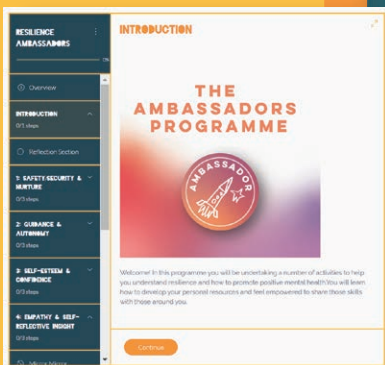 RESILIENCE
AMBASSADORS
Overview
INTRODUCTION
0/1 steps
Reflection Section
1: SAFETY/SECURITY &
NURTURE
0/3 steps
2: GUIDANCE &
AUTONOMY
0/3 steps
3: SELF-ESTEEM &
CONFIDENCE
0/3 steps
4: EMPATHY & SELF-
REFLECTIVE INSIGHT
0/3 steps
Mirror Mirror
INTRODUCTION
THE
AMBASSADORS
PROGRAMME
AMBASSADOR
Welcome! In this programme you will be undertaking a number of activities to help
you understand resilience and how to promote positive mental health. You will learn
how to develop your personal resources and feel empowered to share those skills
with those around you.
Continue